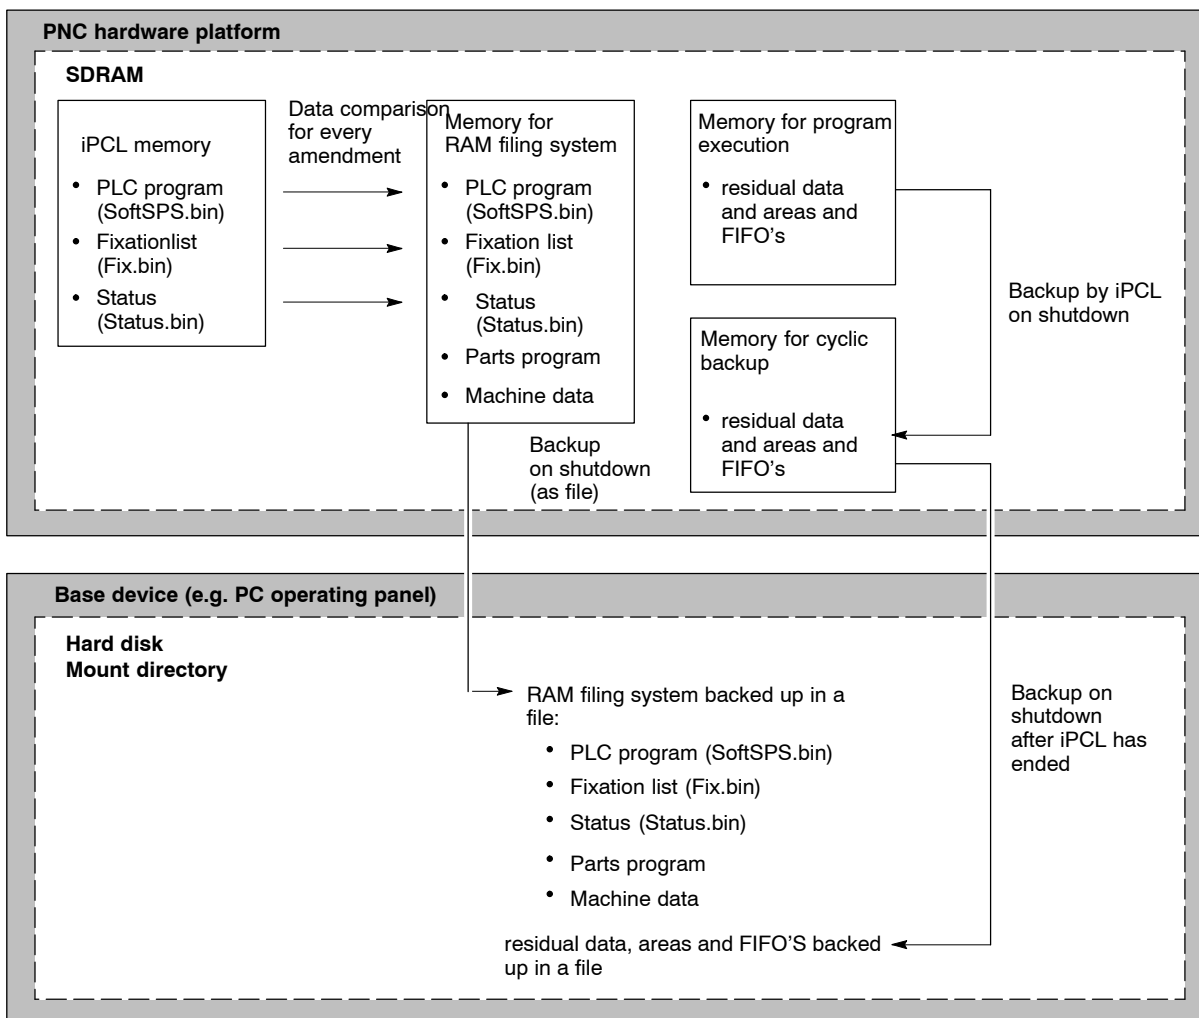 PNC hardware platform
SDRAM
iPCL memory
• PLC program
(SoftSPS.bin)
• Fixationlist
(Fix.bin)
• Status
(Status.bin)
Data comparison
for every
amendment
Memory for
RAM filing system
• PLC program
(SoftSPS.bin)
• Fixation list
(Fix.bin)
• Status
(Status.bin)
• Parts program
• Machine data
Memory for program
execution
• residual data
and areas and
FIFO's
Backup by iPCL
on shutdown
Memory for cyclic
backup
• residual data
and areas and
FIFO's
Backup
on shutdown
(as file)
Base device (e.g. PC operating panel)
Hard disk
Mount directory
RAM filing system backed up in a
file:
• PLC program (SoftSPS.bin)
• Fixation list (Fix.bin)
• Status (Status.bin)
• Parts program
• Machine data
Backup on
shutdown
after iPCL has
ended
residual data, areas and FIFO'S backed
up in a file